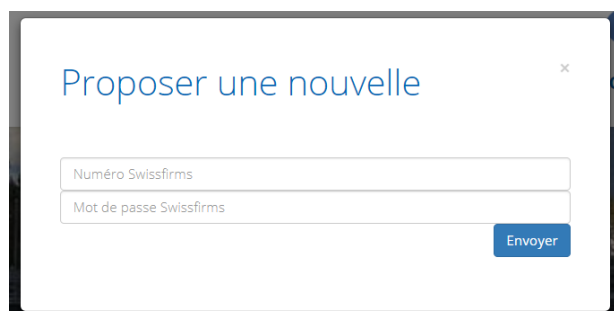 Proposer une nouvelle
×
Numéro Swissfirms
Mot de passe Swissfirms
Envoyer